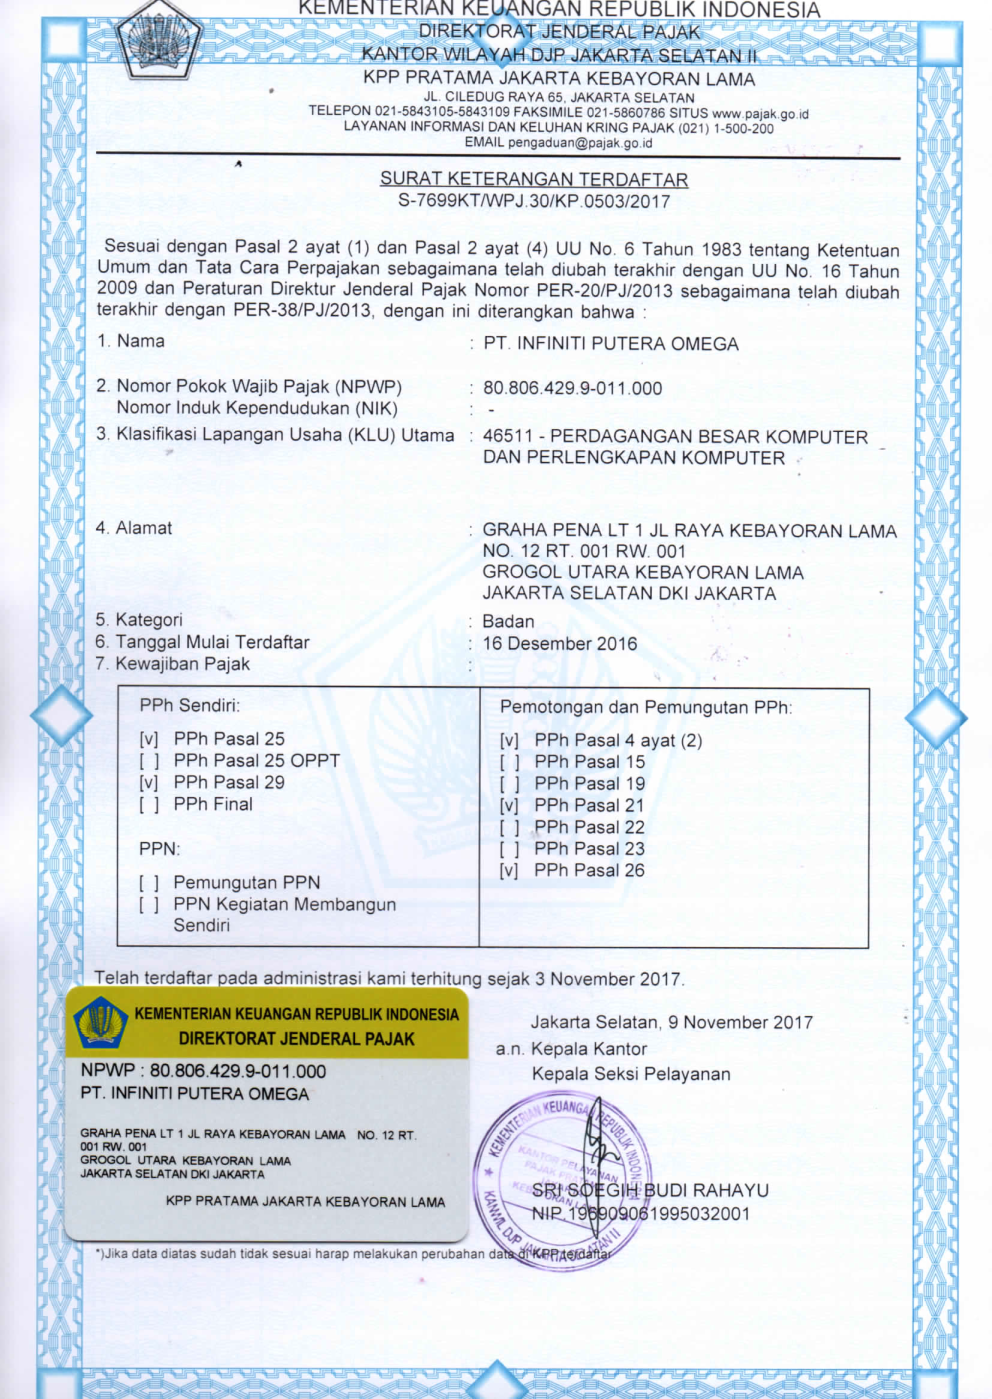 KEMENTERIAN KEUANGAN REPUBLIK INDONESIA
DIREKTORAT JENDERAL PAJAK
KANTOR WILAYAH DJP JAKARTA SELATAN II
KPP PRATAMA JAKARTA KEBAYORAN LAMA
JL. CILEDUG RAYA 65, JAKARTA SELATAN
TELEPON 021-5843105-5843109 FAKSIMILE 021-5860786 SITUS www.pajak.go.id
LAYANAN INFORMASI DAN KELUHAN KRING PAJAK (021) 1-500-200
EMAIL pengaduan@pajak.go.id
SURAT KETERANGAN TERDAFTAR
S-7699KT/WPJ.30/KP.0503/2017
Sesuai dengan Pasal 2 ayat (1) dan Pasal 2 ayat (4) UU No. 6 Tahun 1983 tentang Ketentuan
Umum dan Tata Cara Perpajakan sebagaimana telah diubah terakhir dengan UU No. 16 Tahun
2009 dan Peraturan Direktur Jenderal Pajak Nomor PER-20/PJ/2013 sebagaimana telah diubah
terakhir dengan PER-38/PJ/2013, dengan ini diterangkan bahwa :
1. Nama : PT. INFINITI PUTERA OMEGA
2. Nomor Pokok Wajib Pajak (NPWP) : 80.806.429.9-011.000
Nomor Induk Kependudukan (NIK) : -
3. Klasifikasi Lapangan Usaha (KLU) Utama : 46511 - PERDAGANGAN BESAR KOMPUTER
DAN PERLENGKAPAN KOMPUTER
4. Alamat : GRAHA PENA LT 1 JL RAYA KEBAYORAN LAMA
NO. 12 RT. 001 RW. 001
GROGOL UTARA KEBAYORAN LAMA
JAKARTA SELATAN DKI JAKARTA
5. Kategori : Badan
6. Tanggal Mulai Terdaftar : 16 Desember 2016
7. Kewajiban Pajak :
PPh Sendiri:
[v] PPh Pasal 25
[ ] PPh Pasal 25 OPPT
[v] PPh Pasal 29
[ ] PPh Final
PPN:
[ ] Pemungutan PPN
[ ] PPN Kegiatan Membangun
Sendiri
Pemotongan dan Pemungutan PPh:
[v] PPh Pasal 4 ayat (2)
[ ] PPh Pasal 15
[ ] PPh Pasal 19
[v] PPh Pasal 21
[ ] PPh Pasal 22
[ ] PPh Pasal 23
[v] PPh Pasal 26
Telah terdaftar pada administrasi kami terhitung sejak 3 November 2017.
KEMENTERIAN KEUANGAN REPUBLIK INDONESIA
DIREKTORAT JENDERAL PAJAK
NPWP : 80.806.429.9-011.000
PT. INFINITI PUTERA OMEGA
GRAHA PENA LT 1 JL RAYA KEBAYORAN LAMA NO. 12 RT.
001 RW. 001
GROGOL UTARA KEBAYORAN LAMA
JAKARTA SELATAN DKI JAKARTA
KPP PRATAMA JAKARTA KEBAYORAN LAMA
Jakarta Selatan, 9 November 2017
a.n. Kepala Kantor
Kepala Seksi Pelayanan
KEMENTERIAN KEUANGAN REPUBLIK INDONESIA
KANTOR PELAYANAN
PAJAK PRATAMA
JAKARTA
KEBAYORAN LAMA
KANWIL DJP JAKARTA SELATAN II
SRI SOEGIH BUDI RAHAYU
NIP 196909061995032001
*)Jika data diatas sudah tidak sesuai harap melakukan perubahan data di KPP terdaftar